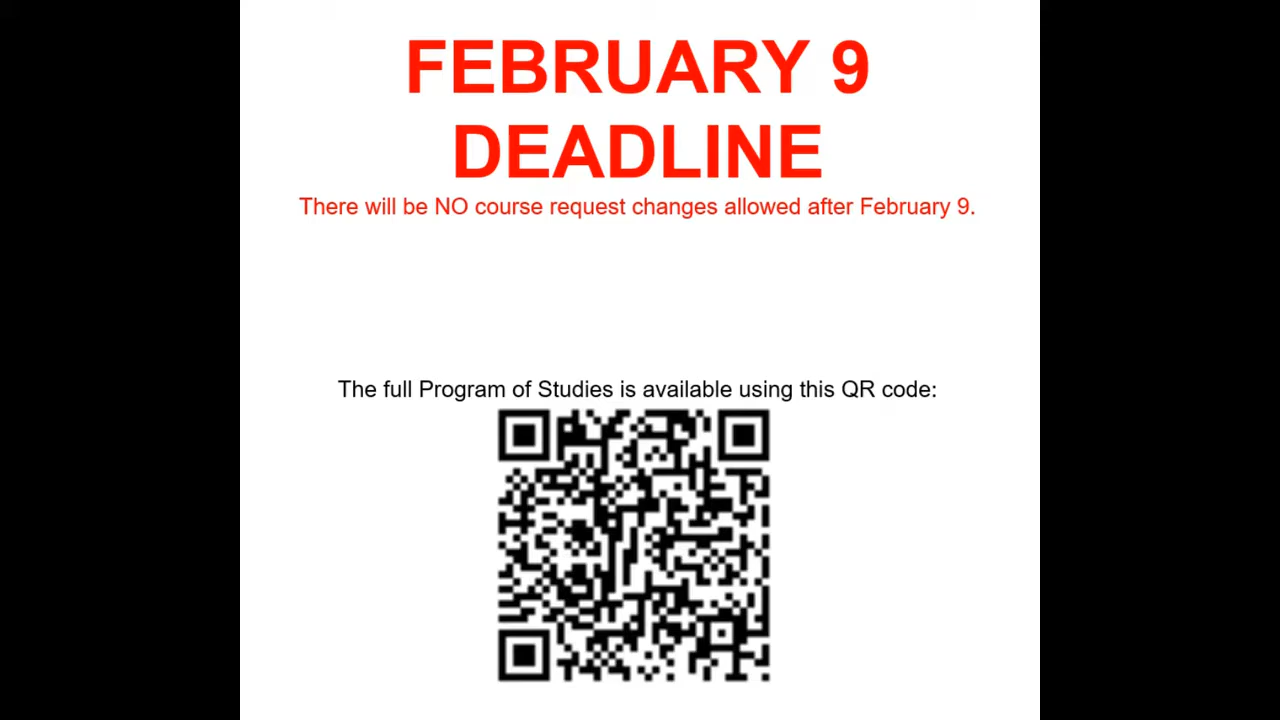 FEBRUARY 9
DEADLINE
There will be NO course request changes allowed after February 9.
The full Program of Studies is available using this QR code: